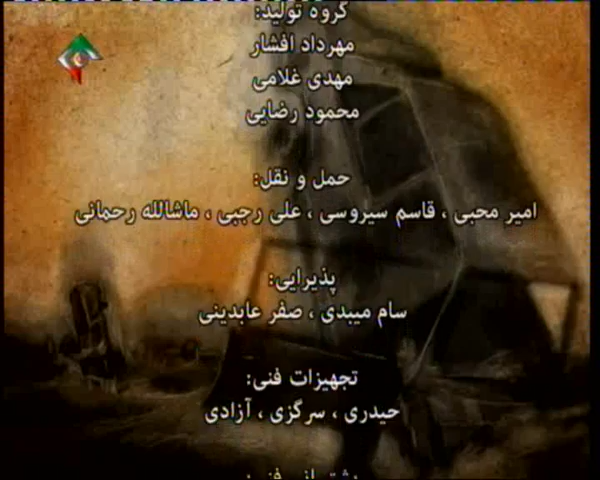 گروه تولید:
مهرداد افشار
مهدی غلامی
محمود رضایی
حمل و نقل:
امیر محبی ، قاسم سیروسی ، علی رجبی ، ماشالله رحمانی
پذیرایی:
سام میبدی ، صفر عابدینی
تجهیزات فنی:
حیدری ، سرگزی ، آزادی